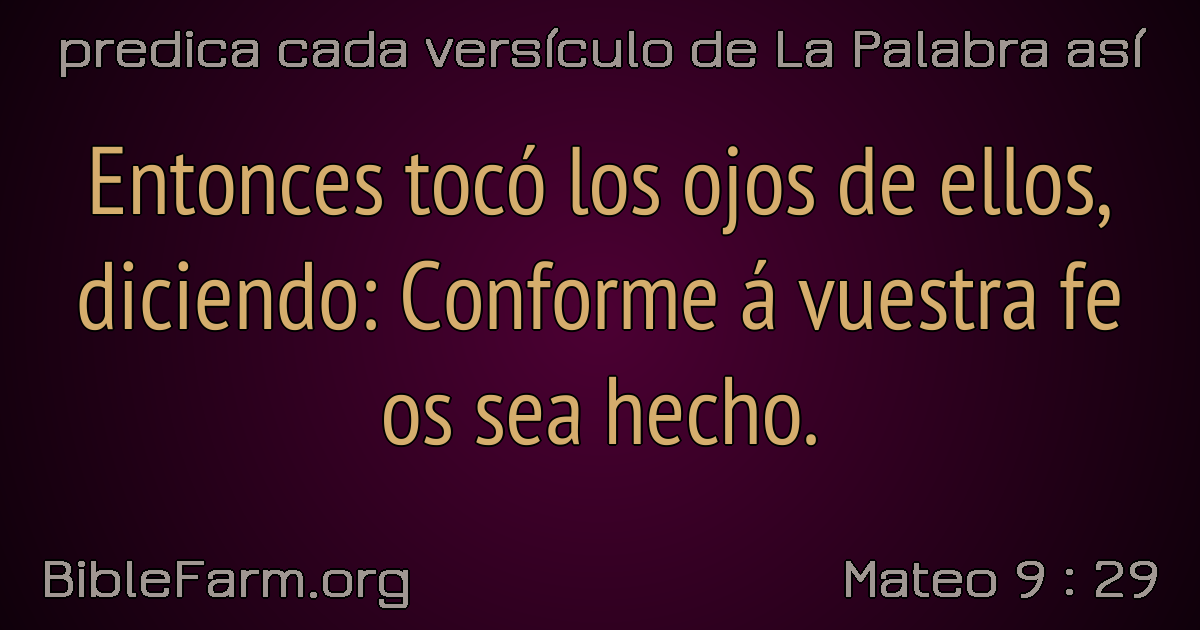 predica cada versículo de La Palabra así
Entonces tocó los ojos de ellos,
diciendo: Conforme á vuestra fe
os sea hecho.
BibleFarm.org
Mateo 9 : 29